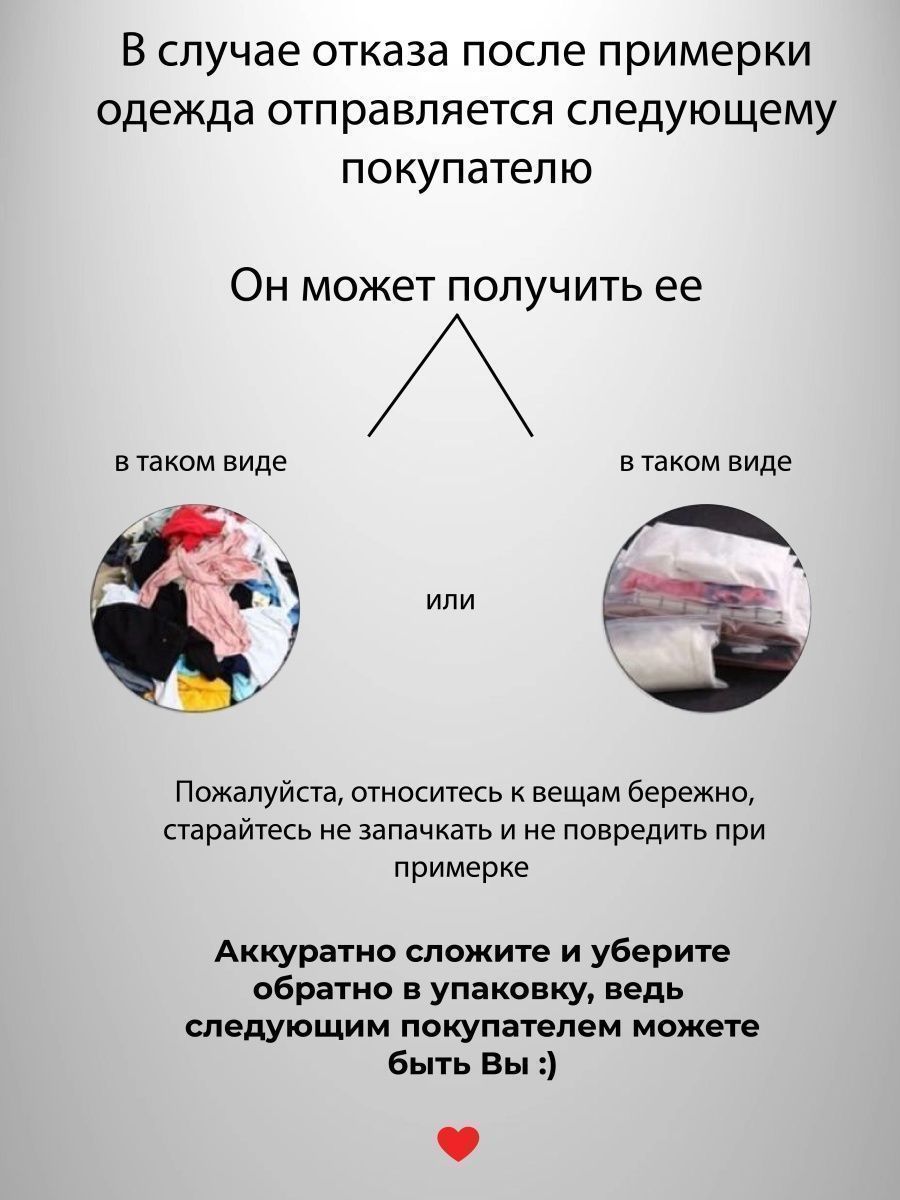 В случае отказа после примерки
одежда отправляется следующему
покупателю
Он может получить ее
в таком виде
в таком виде
или
Пожалуйста, относитесь к вещам бережно,
старайтесь не запачкать и не повредить при
примерке
Аккуратно сложите и уберите
обратно в упаковку, ведь
следующим покупателем можете
быть Вы :)